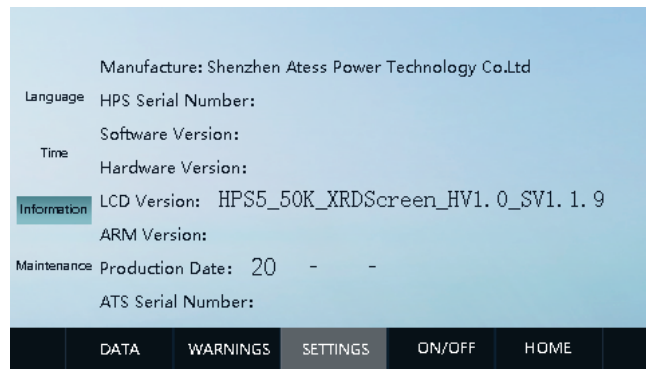 Manufacture: Shenzhen Atess Power Technology Co.Ltd
Language
HPS Serial Number:
Software Version:
Time
Hardware Version:
Information
LCD Version: HPS5_50K_XRDScreen_HV1.0_SV1.1.9
ARM Version:
Maintenance
Production Date: 20 - -
ATS Serial Number:
DATA WARNINGS SETTINGS ON/OFF HOME